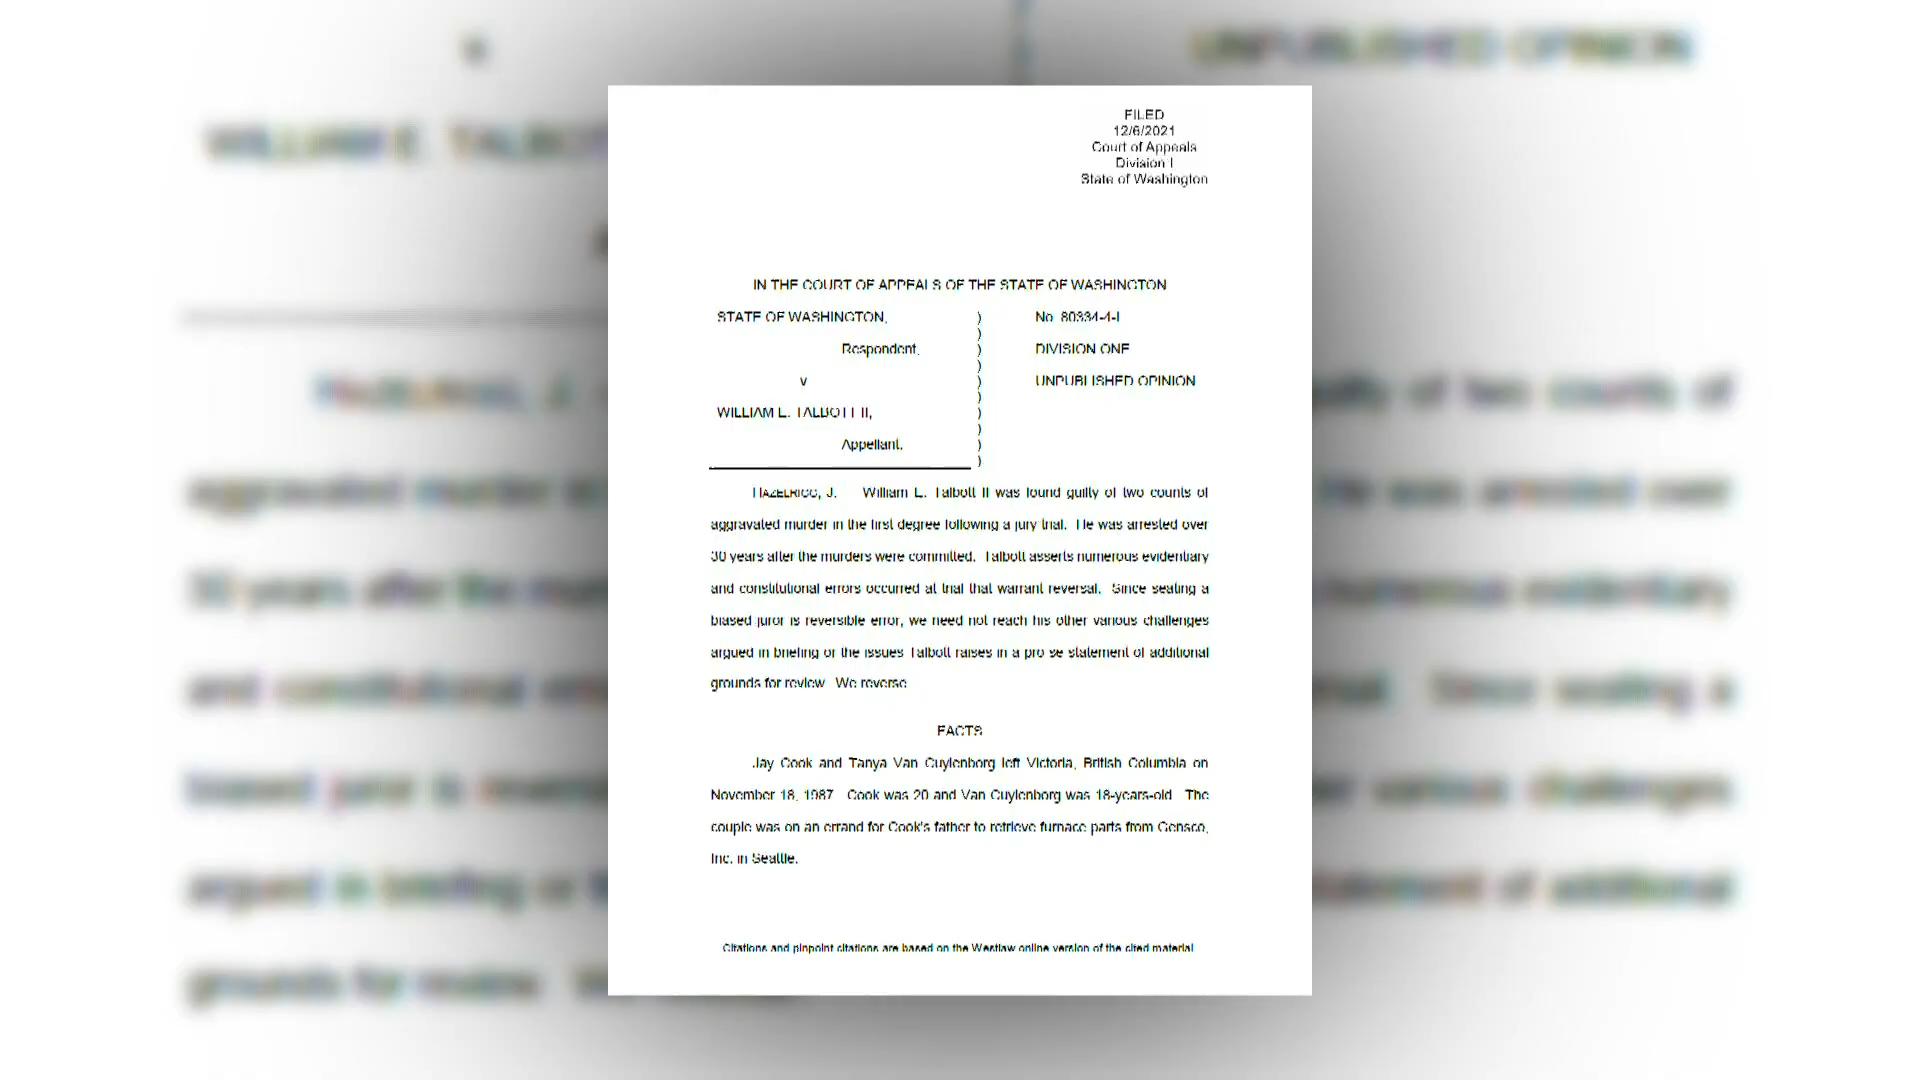 FILED
12/6/2021
Court of Appeals
Division I
State of Washington
IN THE COURT OF APPEALS OF THE STATE OF WASHINGTON
STATE OF WASHINGTON, ) No. 80334-4-I
)
Respondent, ) DIVISION ONE
)
v. ) UNPUBLISHED OPINION
)
WILLIAM E. TALBOTT II, )
)
Appellant. )
)
HAZELRIGG, J. — William E. Talbott II was found guilty of two counts of
aggravated murder in the first degree following a jury trial. He was arrested over
30 years after the murders were committed. Talbott asserts numerous evidentiary
and constitutional errors occurred at trial that warrant reversal. Since seating a
biased juror is reversible error, we need not reach his other various challenges
argued in briefing or the issues Talbott raises in a pro se statement of additional
grounds for review. We reverse.
FACTS
Jay Cook and Tanya Van Cuylenborg left Victoria, British Columbia on
November 18, 1987. Cook was 20 and Van Cuylenborg was 18-years-old. The
couple was on an errand for Cook's father to retrieve furnace parts from Gensco,
Inc. in Seattle.
Citations and pinpoint citations are based on the Westlaw online version of the cited material.